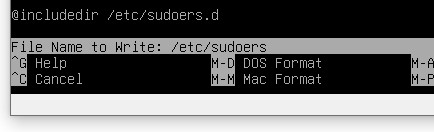 @includedir /etc/sudoers.d
File Name to Write: /etc/sudoers
^G Help M-D DOS Format M-A
^C Cancel M-M Mac Format M-P